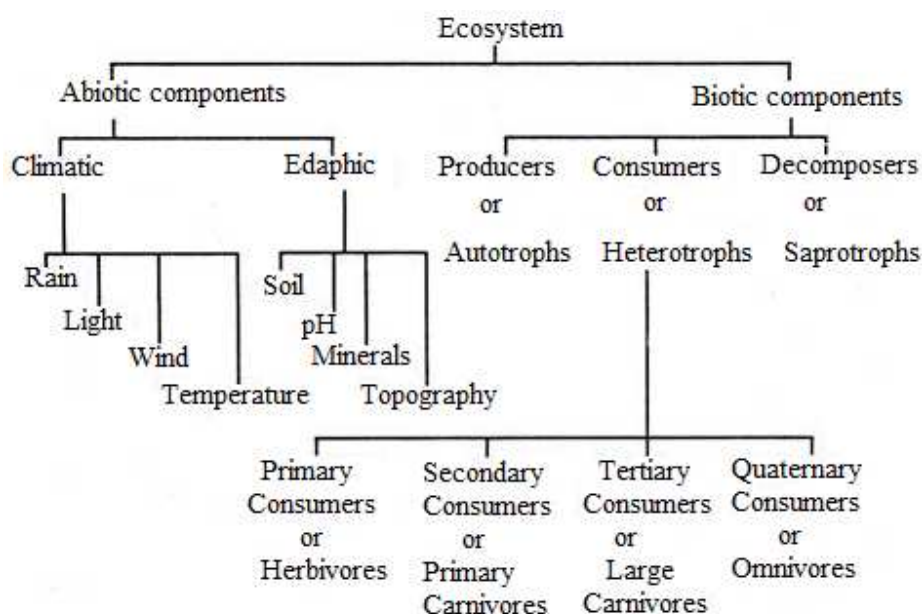 Ecosystem
Abiotic components
Biotic components
Climatic
Edaphic
Producers
or
Autotrophs
Consumers
or
Heterotrophs
Decomposers
or
Saprotrophs
Rain
Light
Wind
Temperature
Soil
pH
Minerals
Topography
Primary
Consumers
or
Herbivores
Secondary
Consumers
or
Primary
Carnivores
Tertiary
Consumers
or
Large
Carnivores
Quaternary
Consumers
or
Omnivores